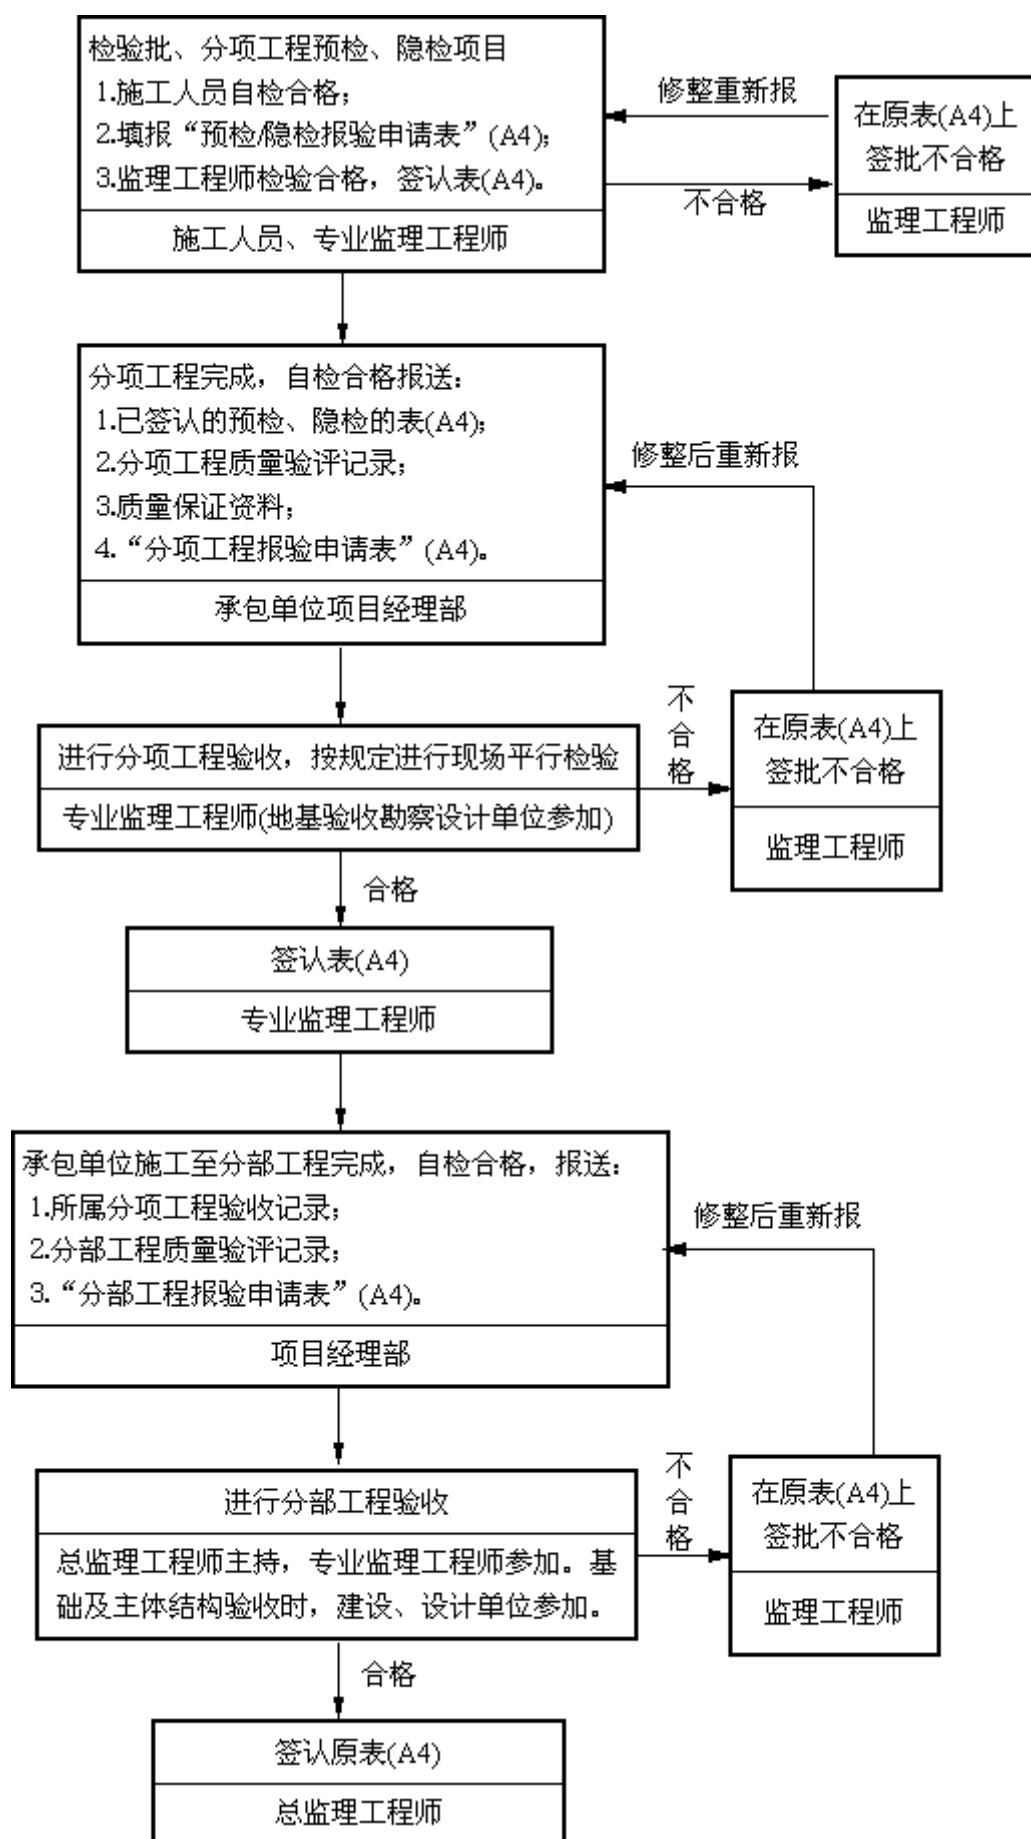 检验批、分项工程预检、隐检项目
1.施工人员自检合格；
2.填报“预检/隐检报验申请表”(A4)；
3.监理工程师检验合格，签认表(A4)。
施工人员、专业监理工程师
修整重新报
不合格
在原表(A4)上
签批不合格
监理工程师
分项工程完成，自检合格报送：
1.已签认的预检、隐检的表(A4)；
2.分项工程质量验评记录；
3.质量保证资料；
4.“分项工程报验申请表”(A4)。
承包单位项目经理部
修整后重新报
进行分项工程验收，按规定进行现场平行检验
专业监理工程师(地基验收勘察设计单位参加)
不合格
在原表(A4)上
签批不合格
监理工程师
合格
签认表(A4)
专业监理工程师
承包单位施工至分部工程完成，自检合格，报送：
1.所属分项工程验收记录；
2.分部工程质量验评记录；
3.“分部工程报验申请表”(A4)。
项目经理部
修整后重新报
进行分部工程验收
总监理工程师主持，专业监理工程师参加。基
础及主体结构验收时，建设、设计单位参加。
不合格
在原表(A4)上
签批不合格
监理工程师
合格
签认原表(A4)
总监理工程师